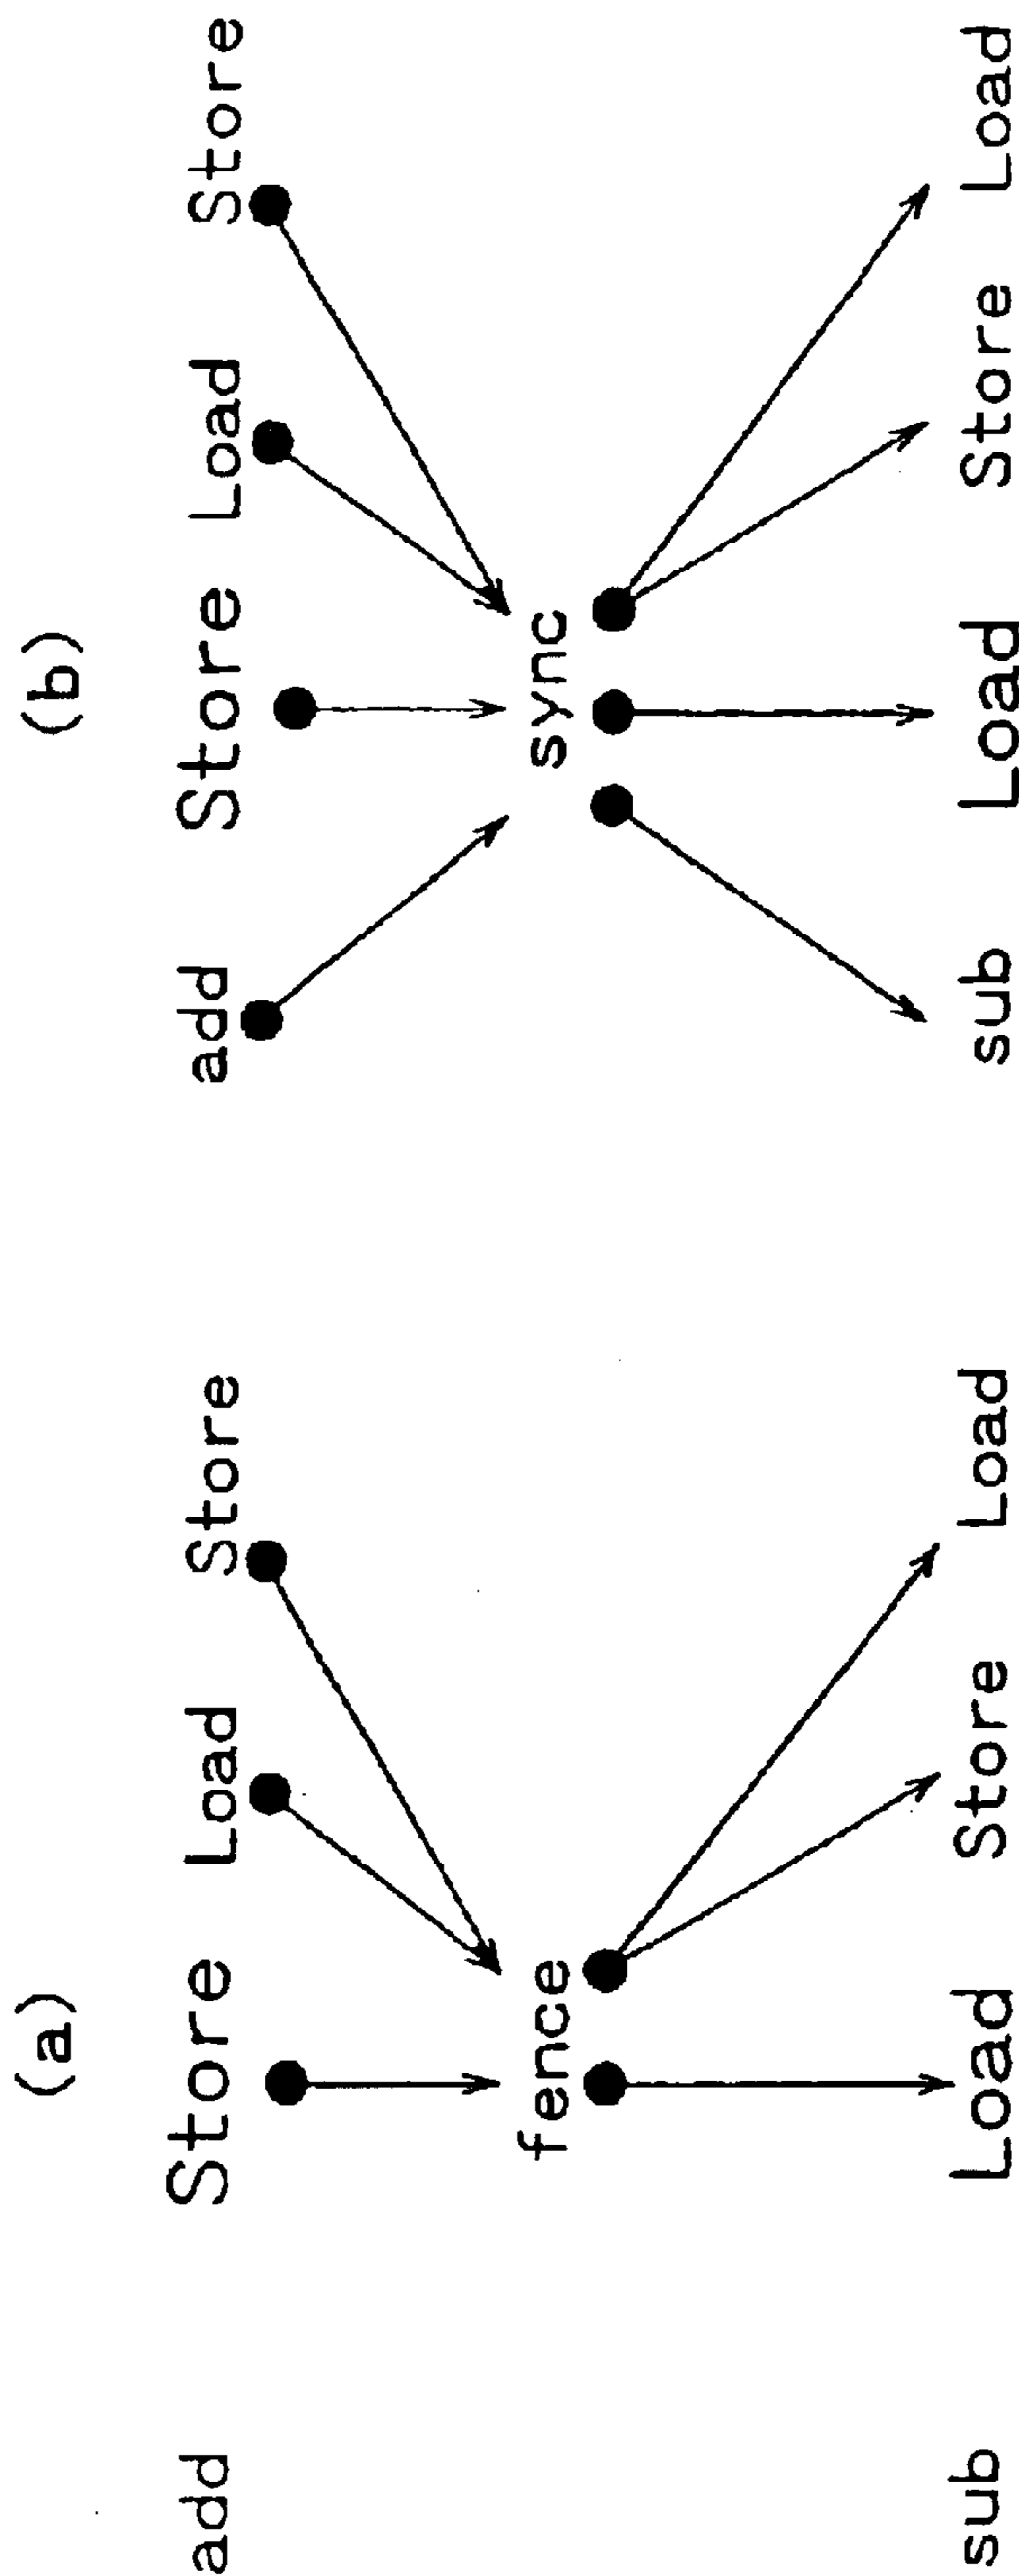 (a)
add Store Load Store
fence
sub Load Store Load
(b)
add Store Load Store
sync
sub Load Store Load